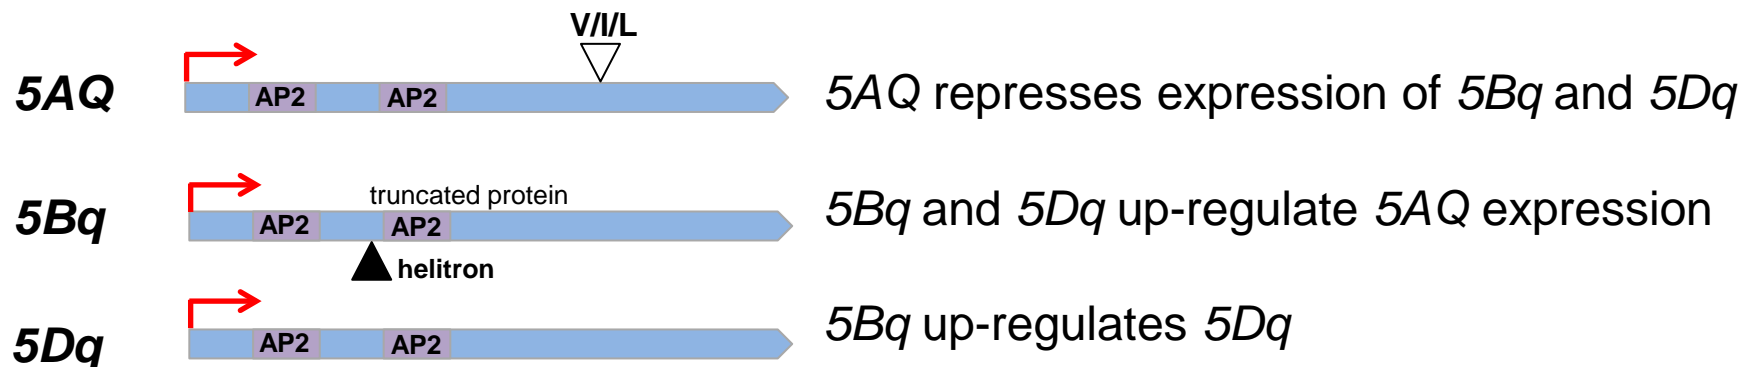 V/I/L
5AQ AP2 AP2 5AQ represses expression of 5Bq and 5Dq
truncated protein
5Bq AP2 AP2 5Bq and 5Dq up-regulate 5AQ expression
helitron
5Dq AP2 AP2 5Bq up-regulates 5Dq